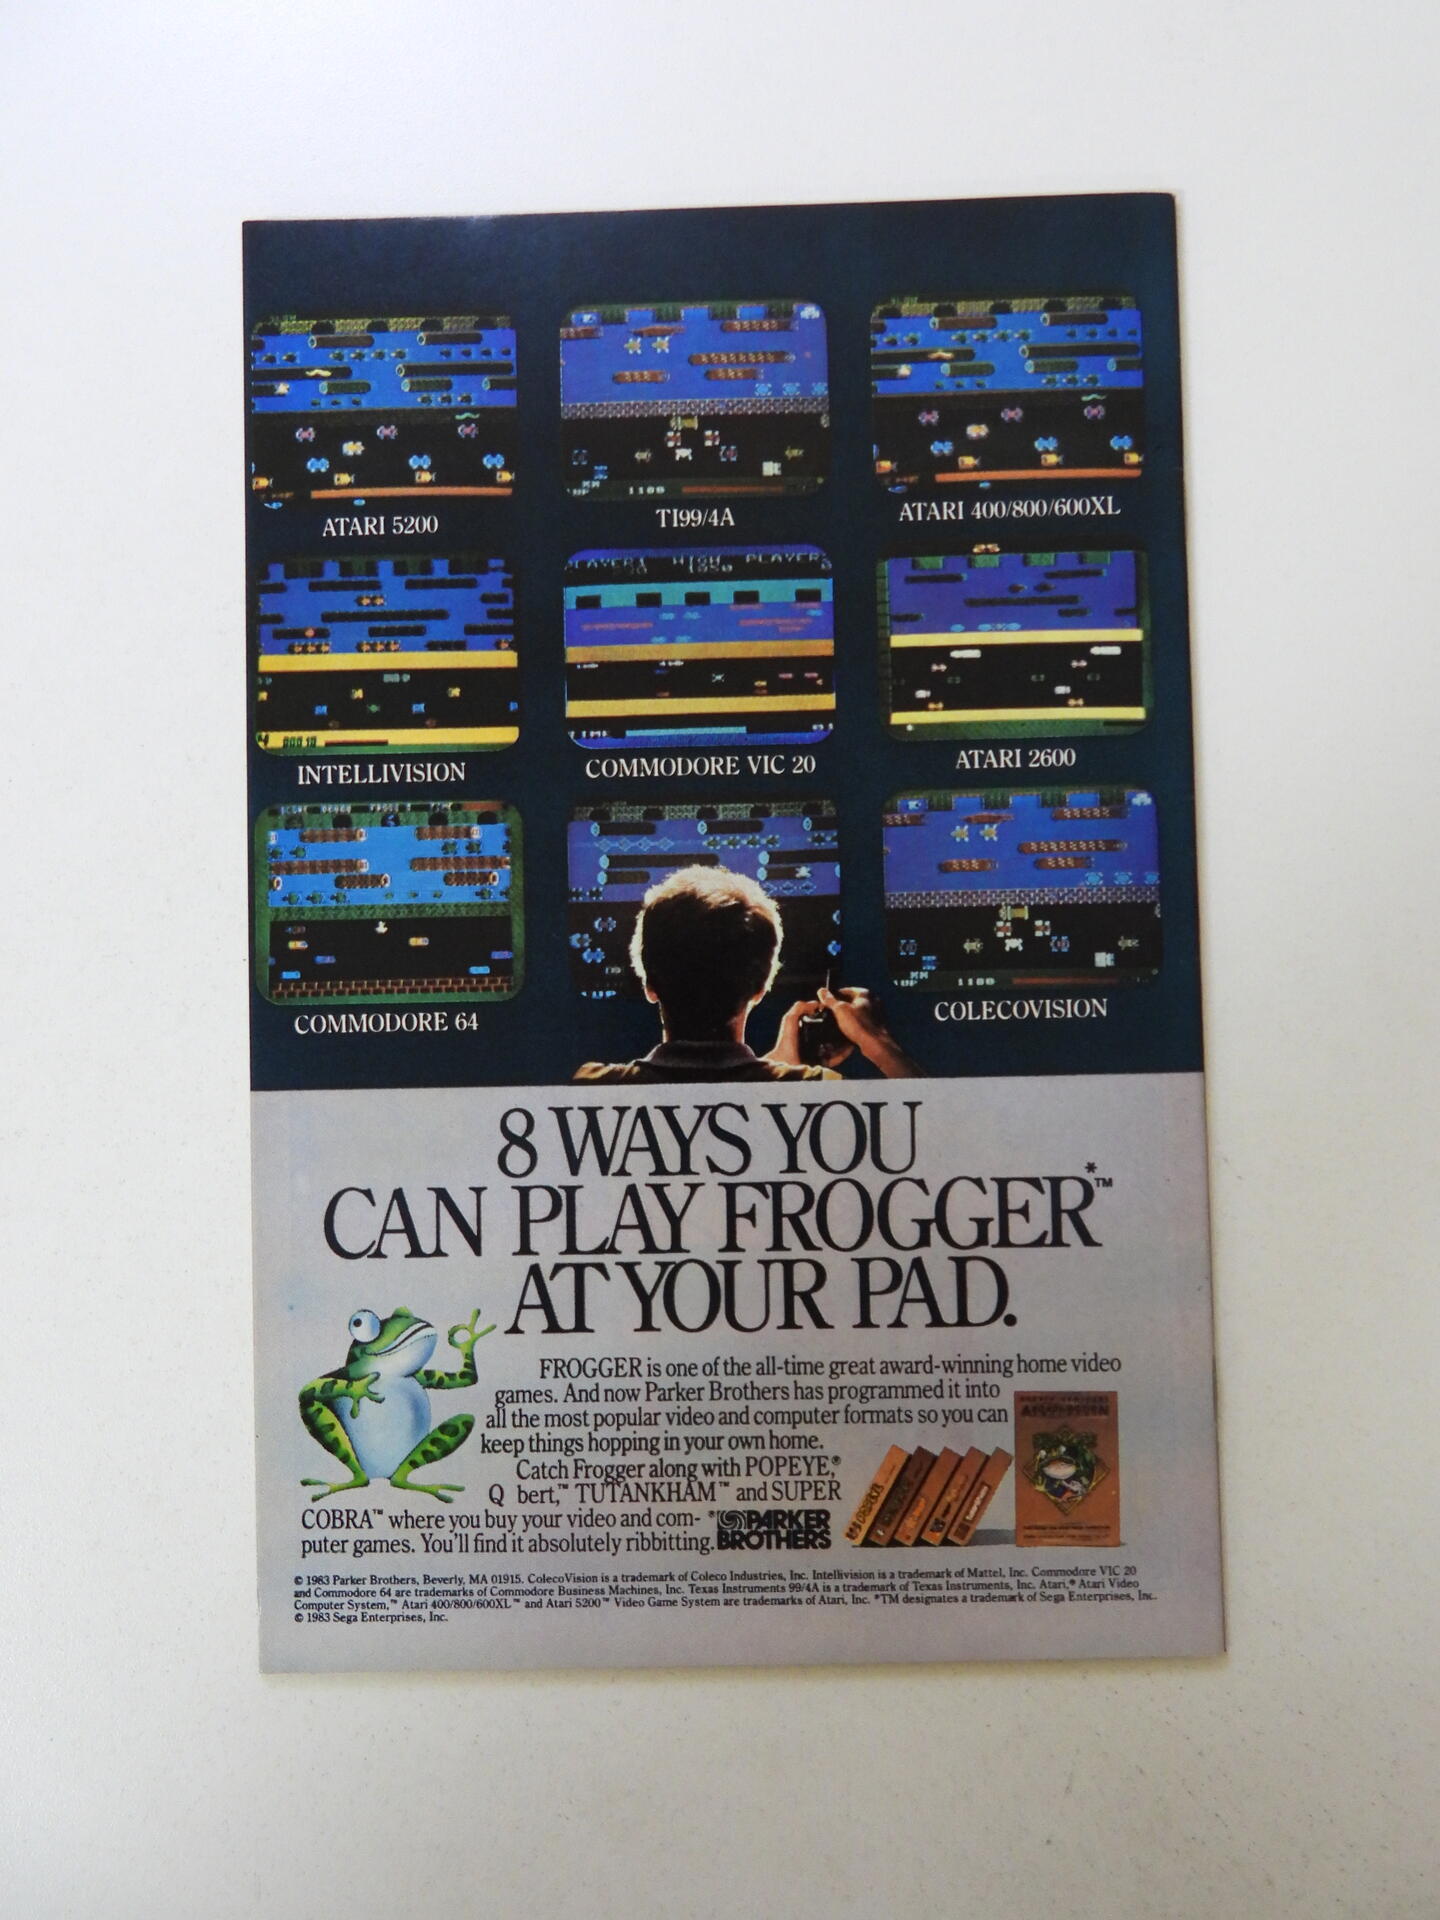 ATARI 5200
TI99/4A
1188
ATARI 400/800/600XL
INTELLIVISION
PLAYER1 HIGH PLAYER
COMMODORE VIC 20
25
ATARI 2600
COMMODORE 64
1UP
1188
COLECOVISION
8 WAYS YOU
CAN PLAY FROGGER*™
AT YOUR PAD.
FROGGER is one of the all-time great award-winning home video
games. And now Parker Brothers has programmed it into
all the most popular video and computer formats so you can
keep things hopping in your own home.
Catch Frogger along with POPEYE,®
Q bert,™ TUTANKHAM™ and SUPER
COBRA™ where you buy your video and com-
puter games. You'll find it absolutely ribbitting.
PARKER
BROTHERS
© 1983 Parker Brothers, Beverly, MA 01915. ColecoVision is a trademark of Coleco Industries, Inc. Intellivision is a trademark of Mattel, Inc. Commodore VIC 20
and Commodore 64 are trademarks of Commodore Business Machines, Inc. Texas Instruments 99/4A is a trademark of Texas Instruments, Inc. Atari,® Atari Video
Computer System,™ Atari 400/800/600XL™ and Atari 5200™ Video Game System are trademarks of Atari, Inc. *TM designates a trademark of Sega Enterprises, Inc.
© 1983 Sega Enterprises, Inc.